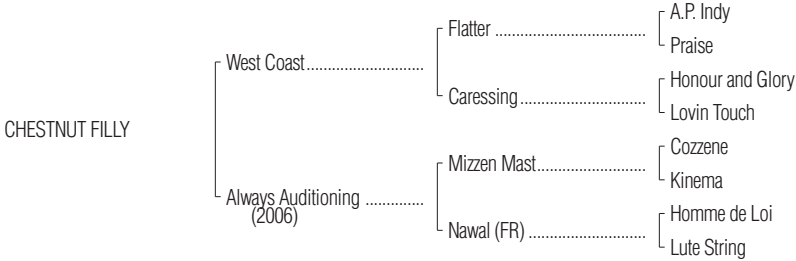 A.P. Indy
Flatter ......................................
Praise
West Coast...........................
Honour and Glory
Caressing................................
Lovin Touch
CHESTNUT FILLY
Cozzene
Mizzen Mast...........................
Kinema
Always Auditioning ..............
(2006)
Homme de Loi
Nawal (FR) .............................
Lute String